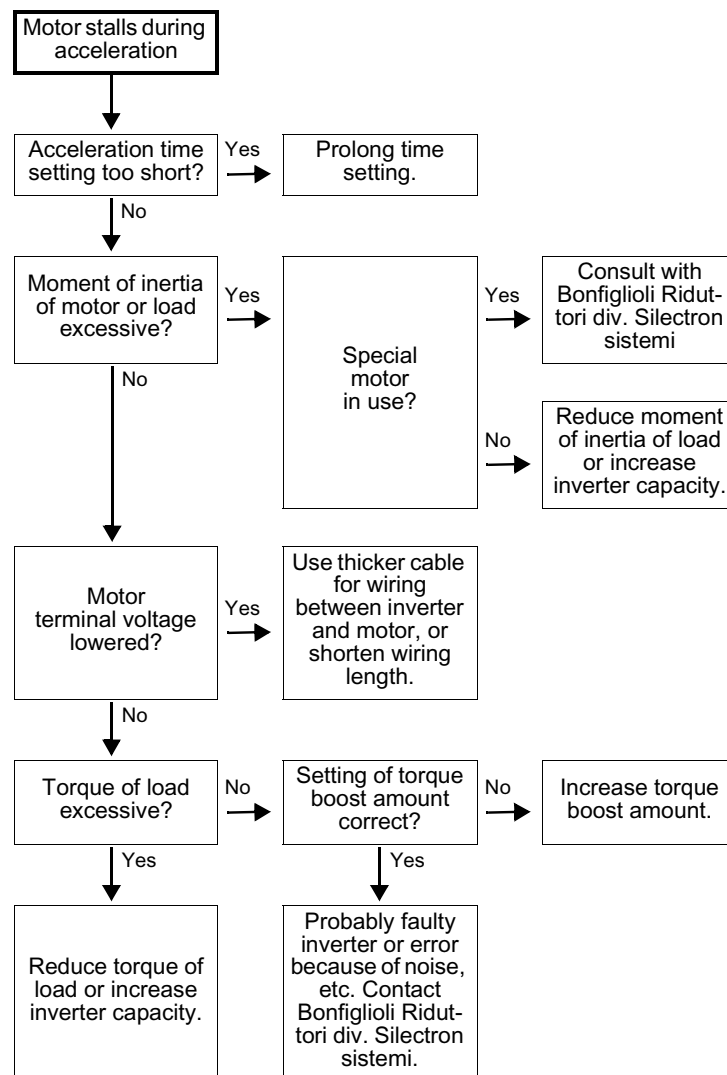 Motor stalls during
acceleration
Acceleration time
setting too short?
Yes
Prolong time
setting.
No
Moment of inertia
of motor or load
excessive?
Yes
Special
motor
in use?
Yes
Consult with
Bonfiglioli Ridut-
tori div. Silectron
sistemi
No
Reduce moment
of inertia of load
or increase
inverter capacity.
No
Motor
terminal voltage
lowered?
Yes
Use thicker cable
for wiring
between inverter
and motor, or
shorten wiring
length.
No
Torque of load
excessive?
No
Setting of torque
boost amount
correct?
No
Increase torque
boost amount.
Yes
Reduce torque of
load or increase
inverter capacity.
Yes
Probably faulty
inverter or error
because of noise,
etc. Contact
Bonfiglioli Ridut-
tori div. Silectron
sistemi.